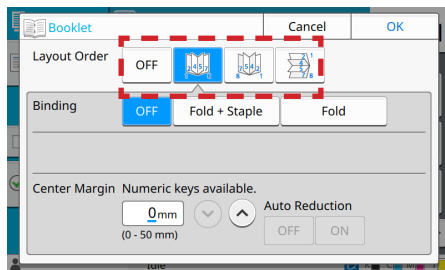 Booklet Cancel OK
Layout Order OFF
Binding OFF Fold + Staple Fold
Center Margin Numeric keys available.
0mm
Auto Reduction
(0 - 50 mm) OFF ON
Idle